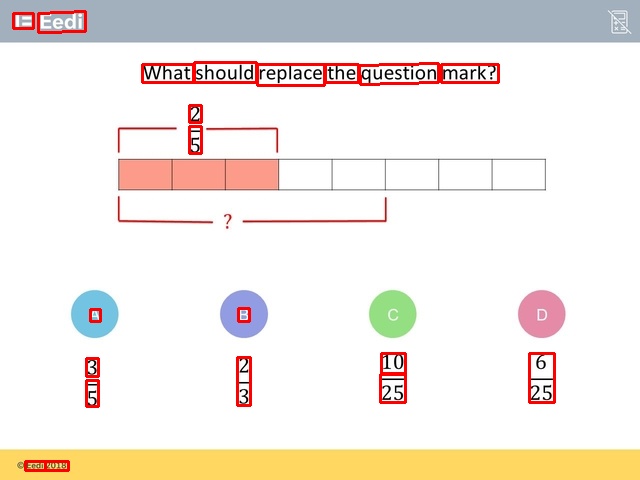 Eedi
What should replace the question mark?
2
5
?
A B C D
3 2 10 6
5 3 25 25
© Eedi 2018